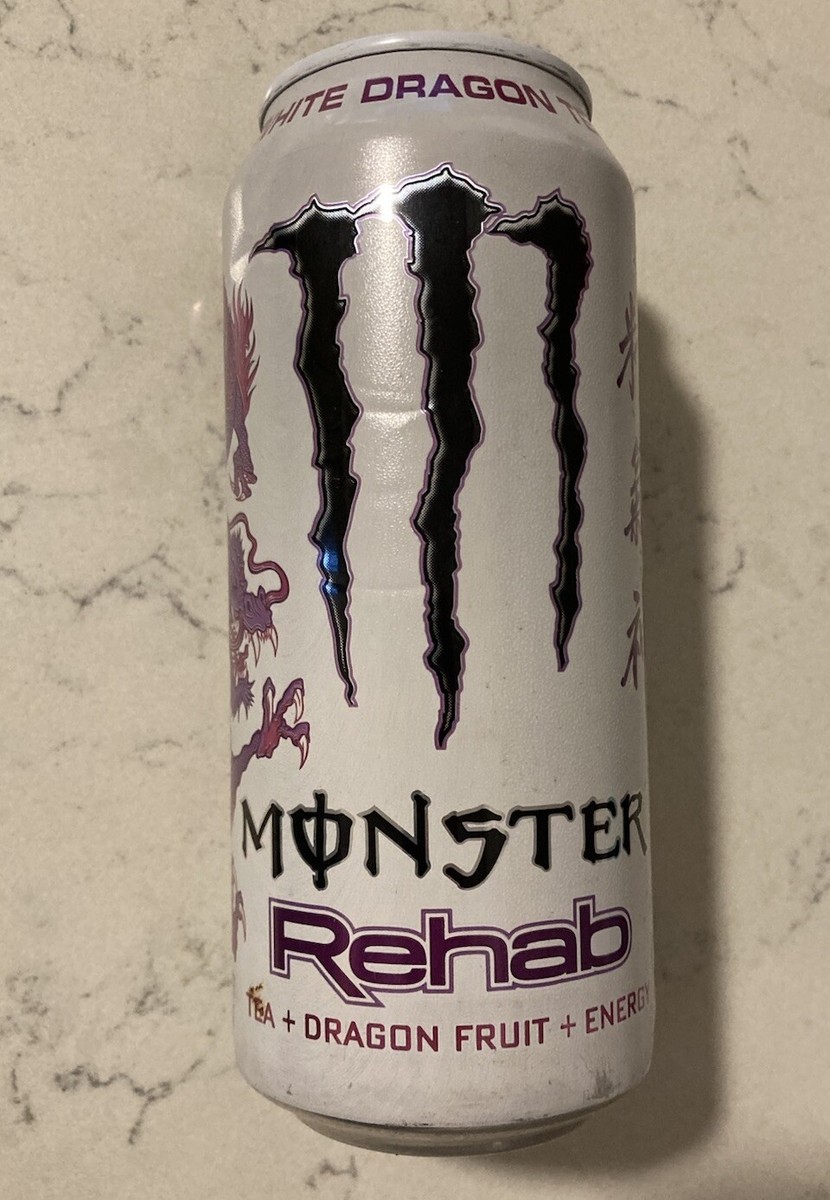 WHITE DRAGON
MONSTER
Rehab
TEA + DRAGON FRUIT + ENERGY